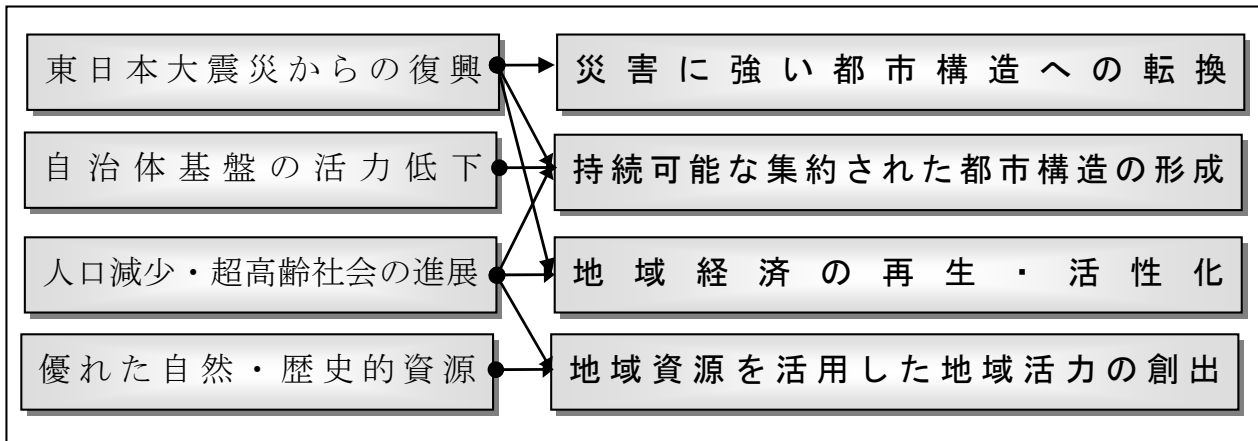 東日本大震災からの復興
災害に強い都市構造への転換
自治体基盤の活力低下
持続可能な集約された都市構造の形成
人口減少・超高齢社会の進展
地域経済の再生・活性化
優れた自然・歴史的資源
地域資源を活用した地域活力の創出